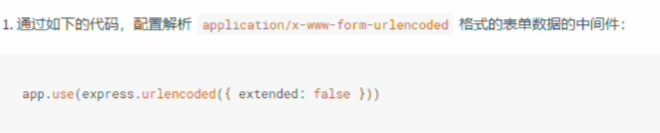 1. 通过如下的代码，配置解析 application/x-www-form-urlencoded 格式的表单数据的中间件：
app.use(express.urlencoded({ extended: false }))